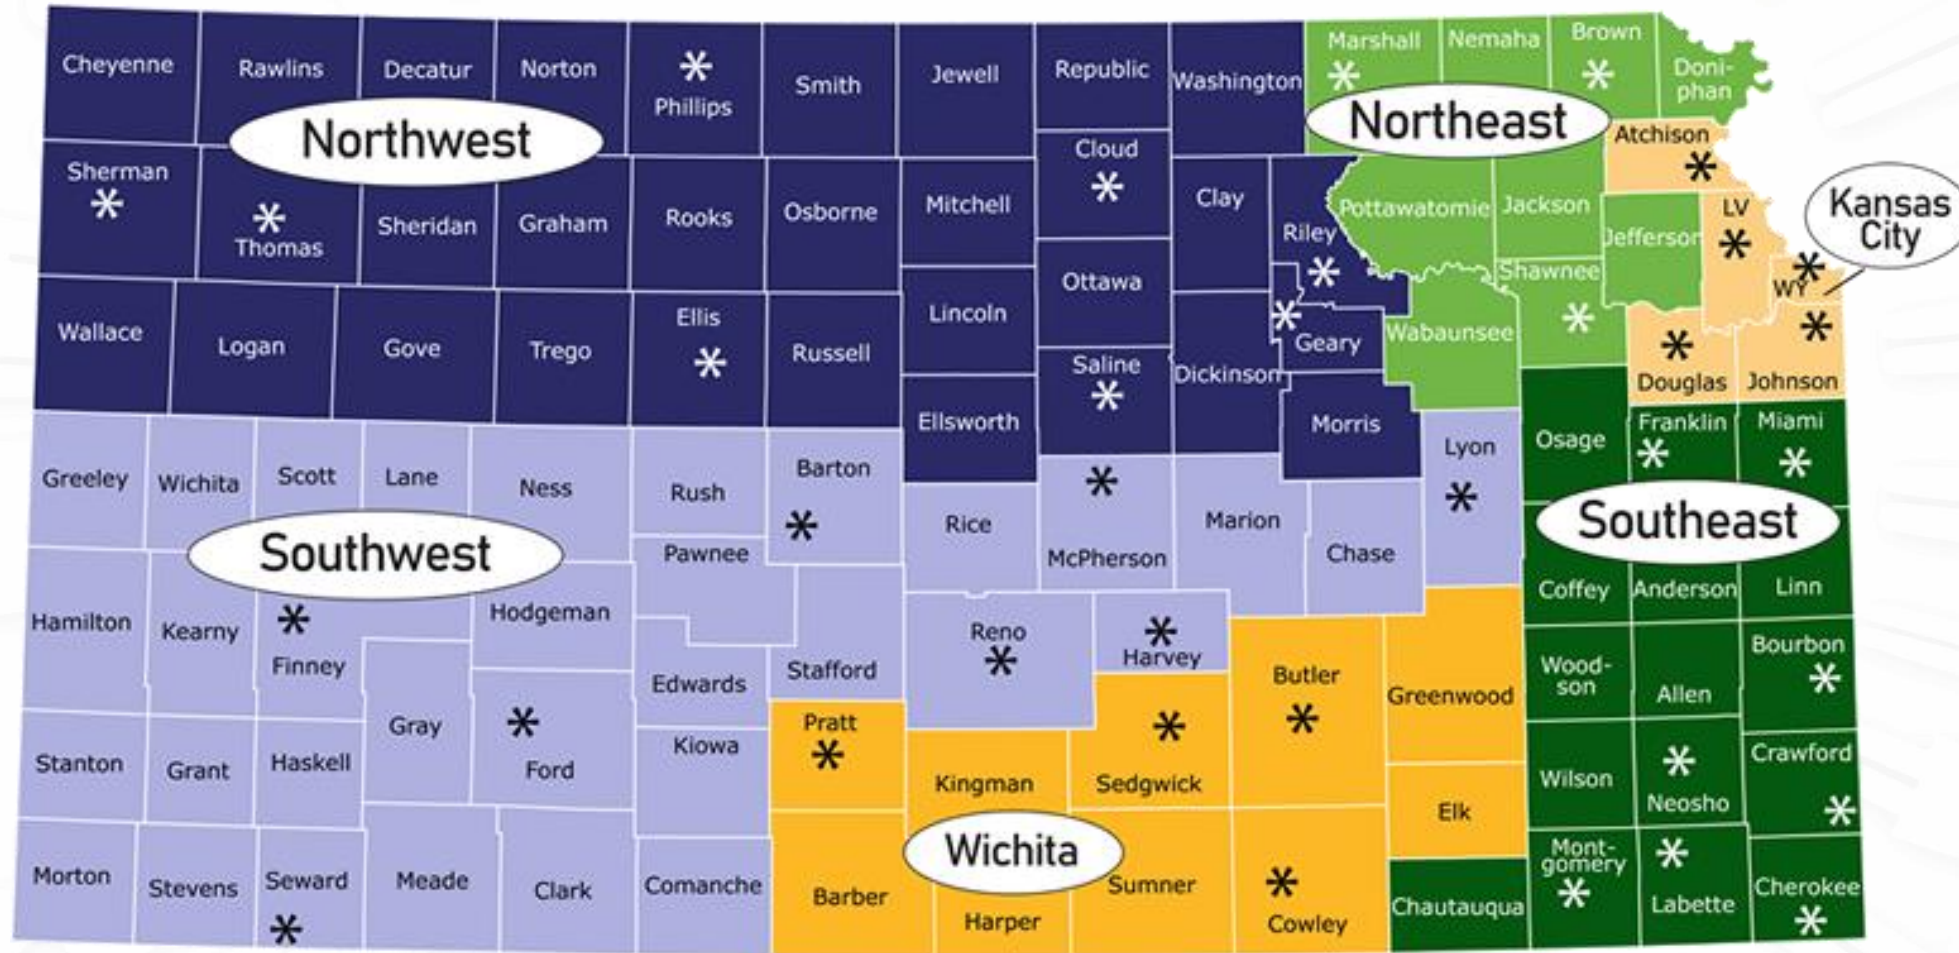 Cheyenne
Rawlins
Decatur
Norton
*
Phillips
Smith
Jewell
Republic
Washington
Marshall
*
Nemaha
Brown
*
Doni-
phan
Northwest
Northeast
Atchison
*
Sherman
*
*
Thomas
Sheridan
Graham
Rooks
Osborne
Mitchell
Cloud
*
Clay
Riley
*
Pottawatomie
Jackson
Jefferson
LV
*
Kansas
City
Wallace
Logan
Gove
Trego
Ellis
*
Russell
Lincoln
Ottawa
Saline
*
Dickinson
*
Geary
Wabaunsee
Shawnee
*
*
WY
*
Douglas
*
Johnson
Ellsworth
Morris
Lyon
*
Osage
Franklin
*
Miami
*
Greeley
Wichita
Scott
Lane
Ness
Rush
Barton
*
Rice
*
McPherson
Marion
Chase
Southwest
Southeast
Pawnee
Hamilton
Kearny
*
Finney
Hodgeman
Edwards
Stafford
Reno
*
*
Harvey
Butler
*
Greenwood
Coffey
Anderson
Linn
Wood-
son
Allen
Bourbon
*
Stanton
Grant
Haskell
Gray
*
Ford
Kiowa
Pratt
*
Kingman
*
Sedgwick
Elk
Wilson
*
Neosho
Crawford
*
Morton
Stevens
Seward
*
Meade
Clark
Comanche
Barber
Wichita
Harper
Sumner
*
Cowley
Chautauqua
Mont-
gomery
*
*
Labette
Cherokee
*